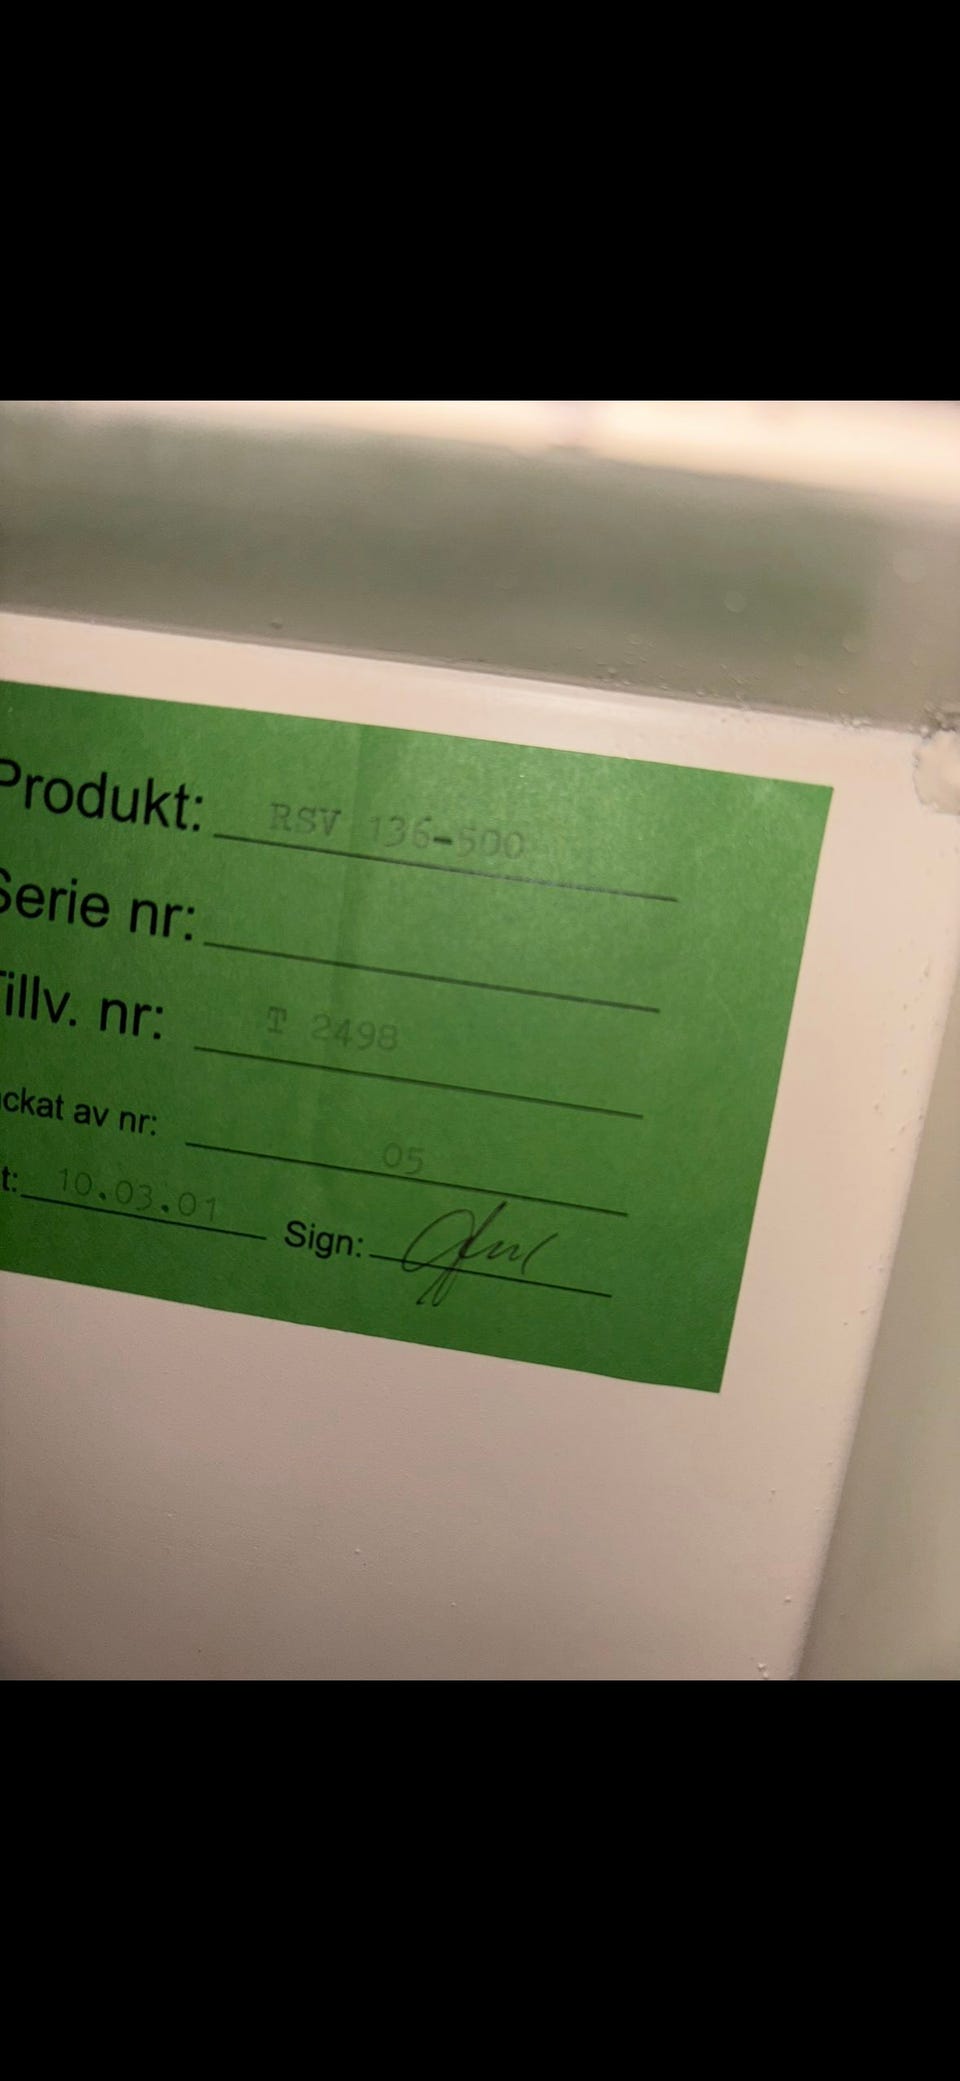 Produkt: RSV 136-500
Serie nr:
Tillv. nr: T 2498
ckat av nr: 05
t: 10.03.01 Sign: